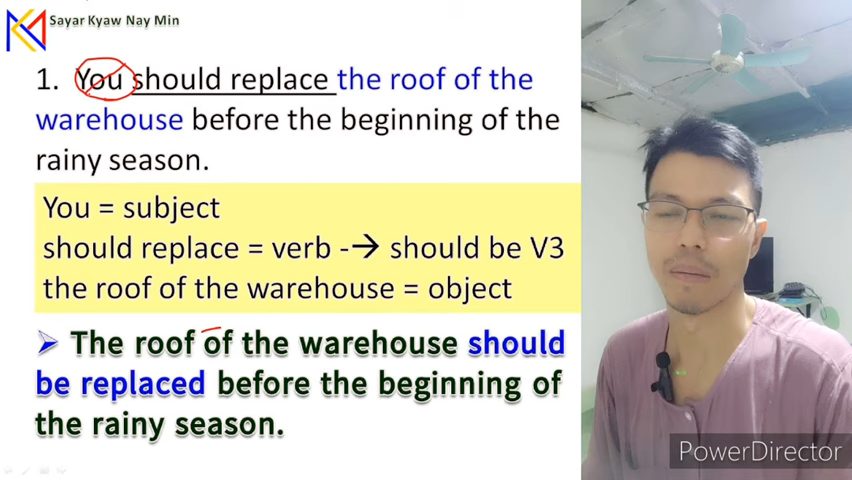 Sayar Kyaw Nay Min
1. You should replace the roof of the
warehouse before the beginning of the
rainy season.
You = subject
should replace = verb -→ should be V3
the roof of the warehouse = object
➢ The roof of the warehouse should
be replaced before the beginning of
the rainy season.
PowerDirector